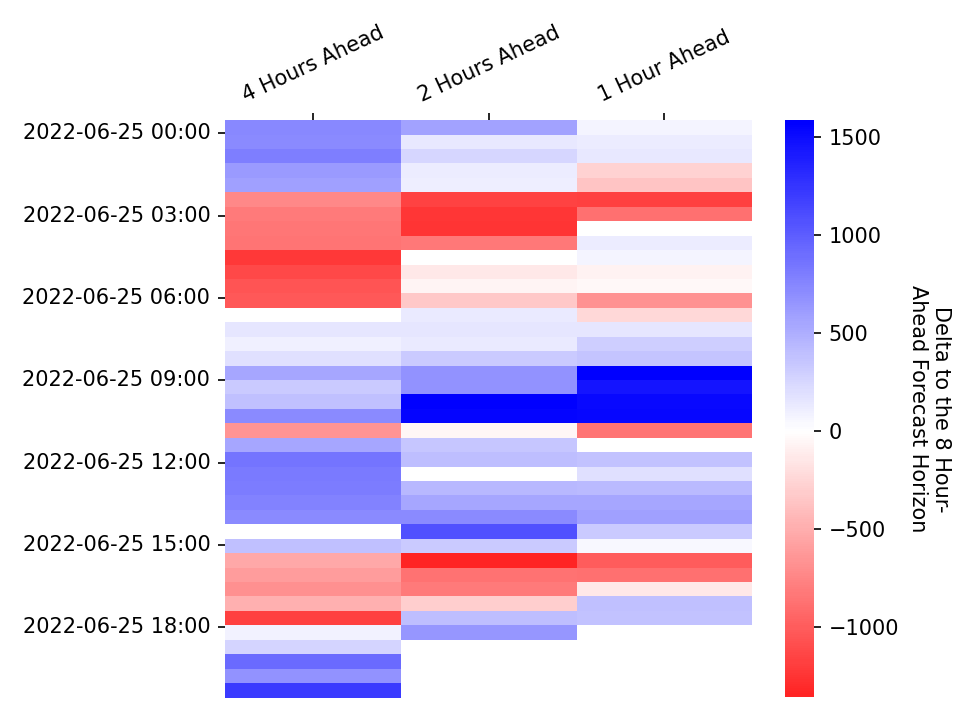 4 Hours Ahead
2 Hours Ahead
1 Hour Ahead
2022-06-25 00:00
2022-06-25 03:00
2022-06-25 06:00
2022-06-25 09:00
2022-06-25 12:00
2022-06-25 15:00
2022-06-25 18:00
1500
1000
500
0
−500
−1000
Delta to the 8 Hour-
Ahead Forecast Horizon